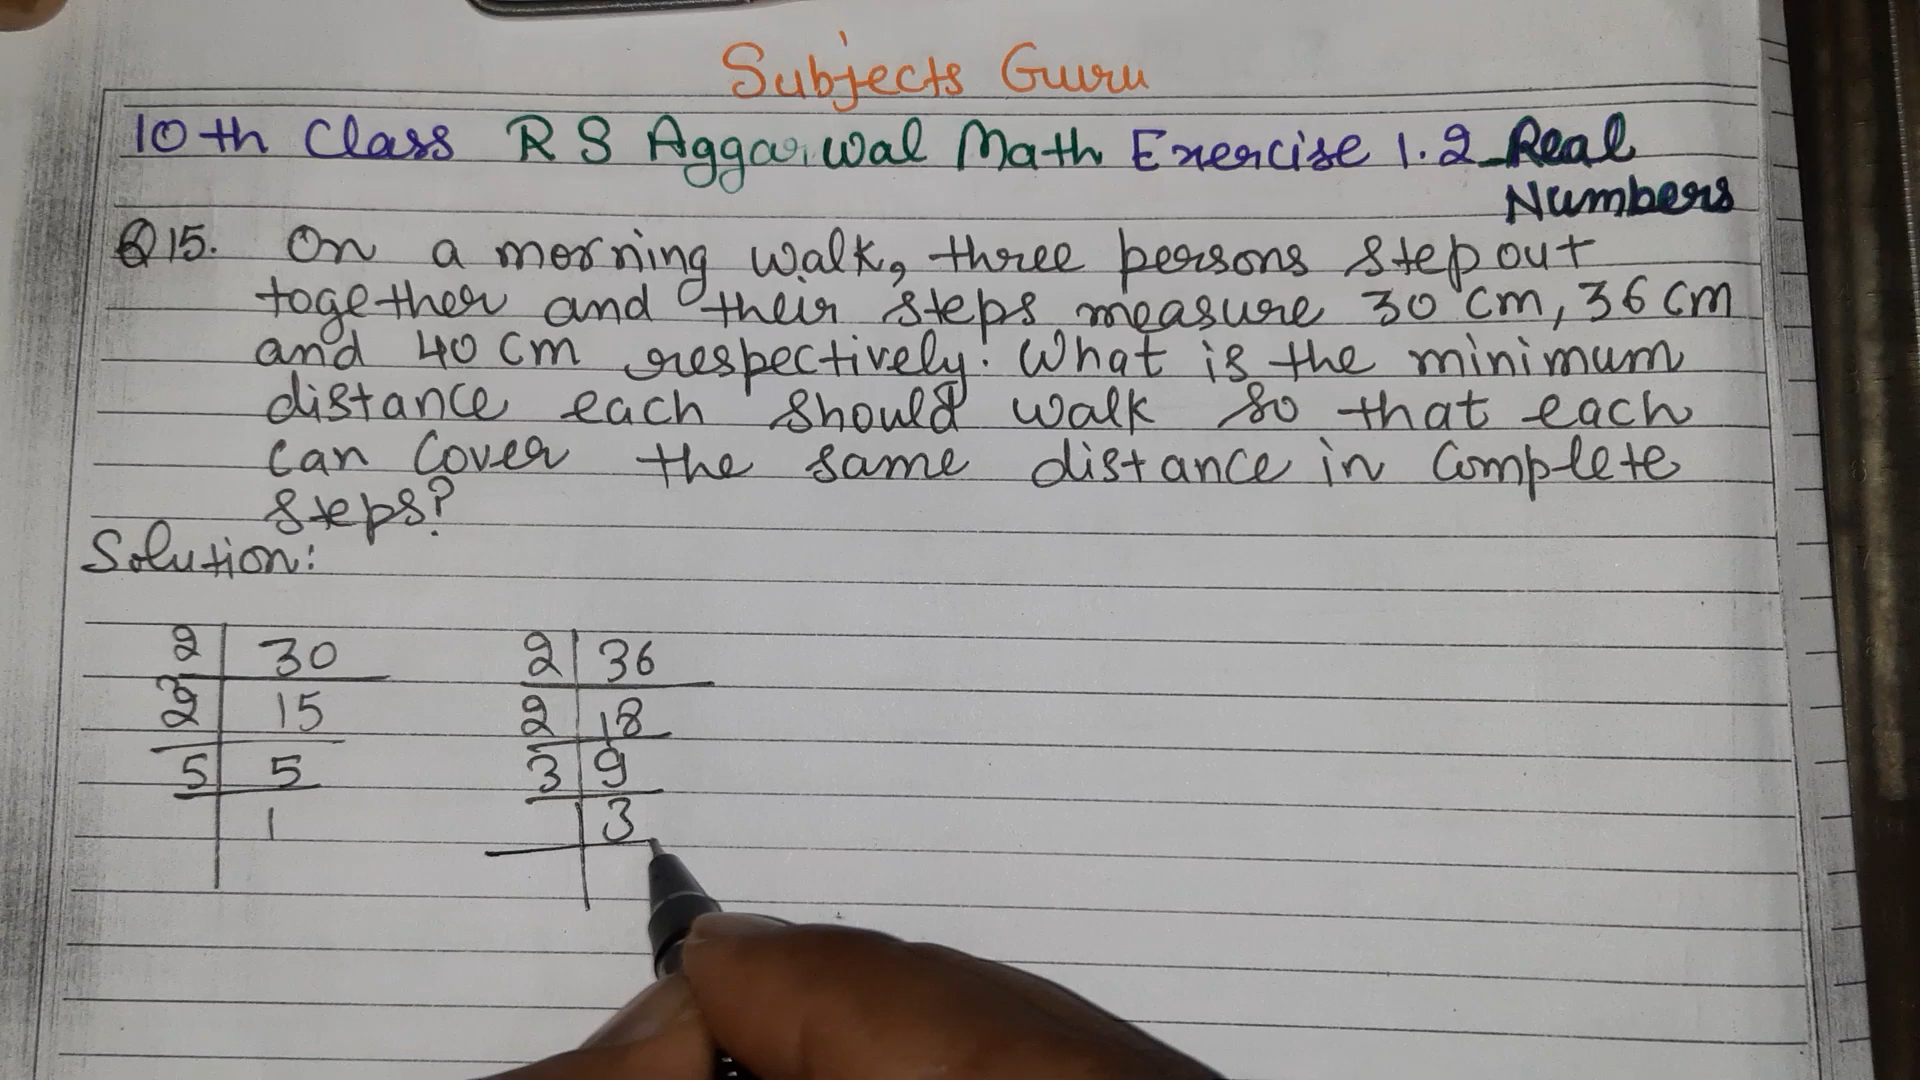 Subjects Guru
10th Class R S Aggarwal Math Exercise 1.2 Real
Numbers
Q15. On a morning walk, three persons step out
together and their steps measure 30 cm, 36 cm
and 40 cm respectively. What is the minimum
distance each should walk so that each
can cover the same distance in complete
steps?
Solution:
2 30
3 15
5 5
1
2 36
2 18
3 9
3